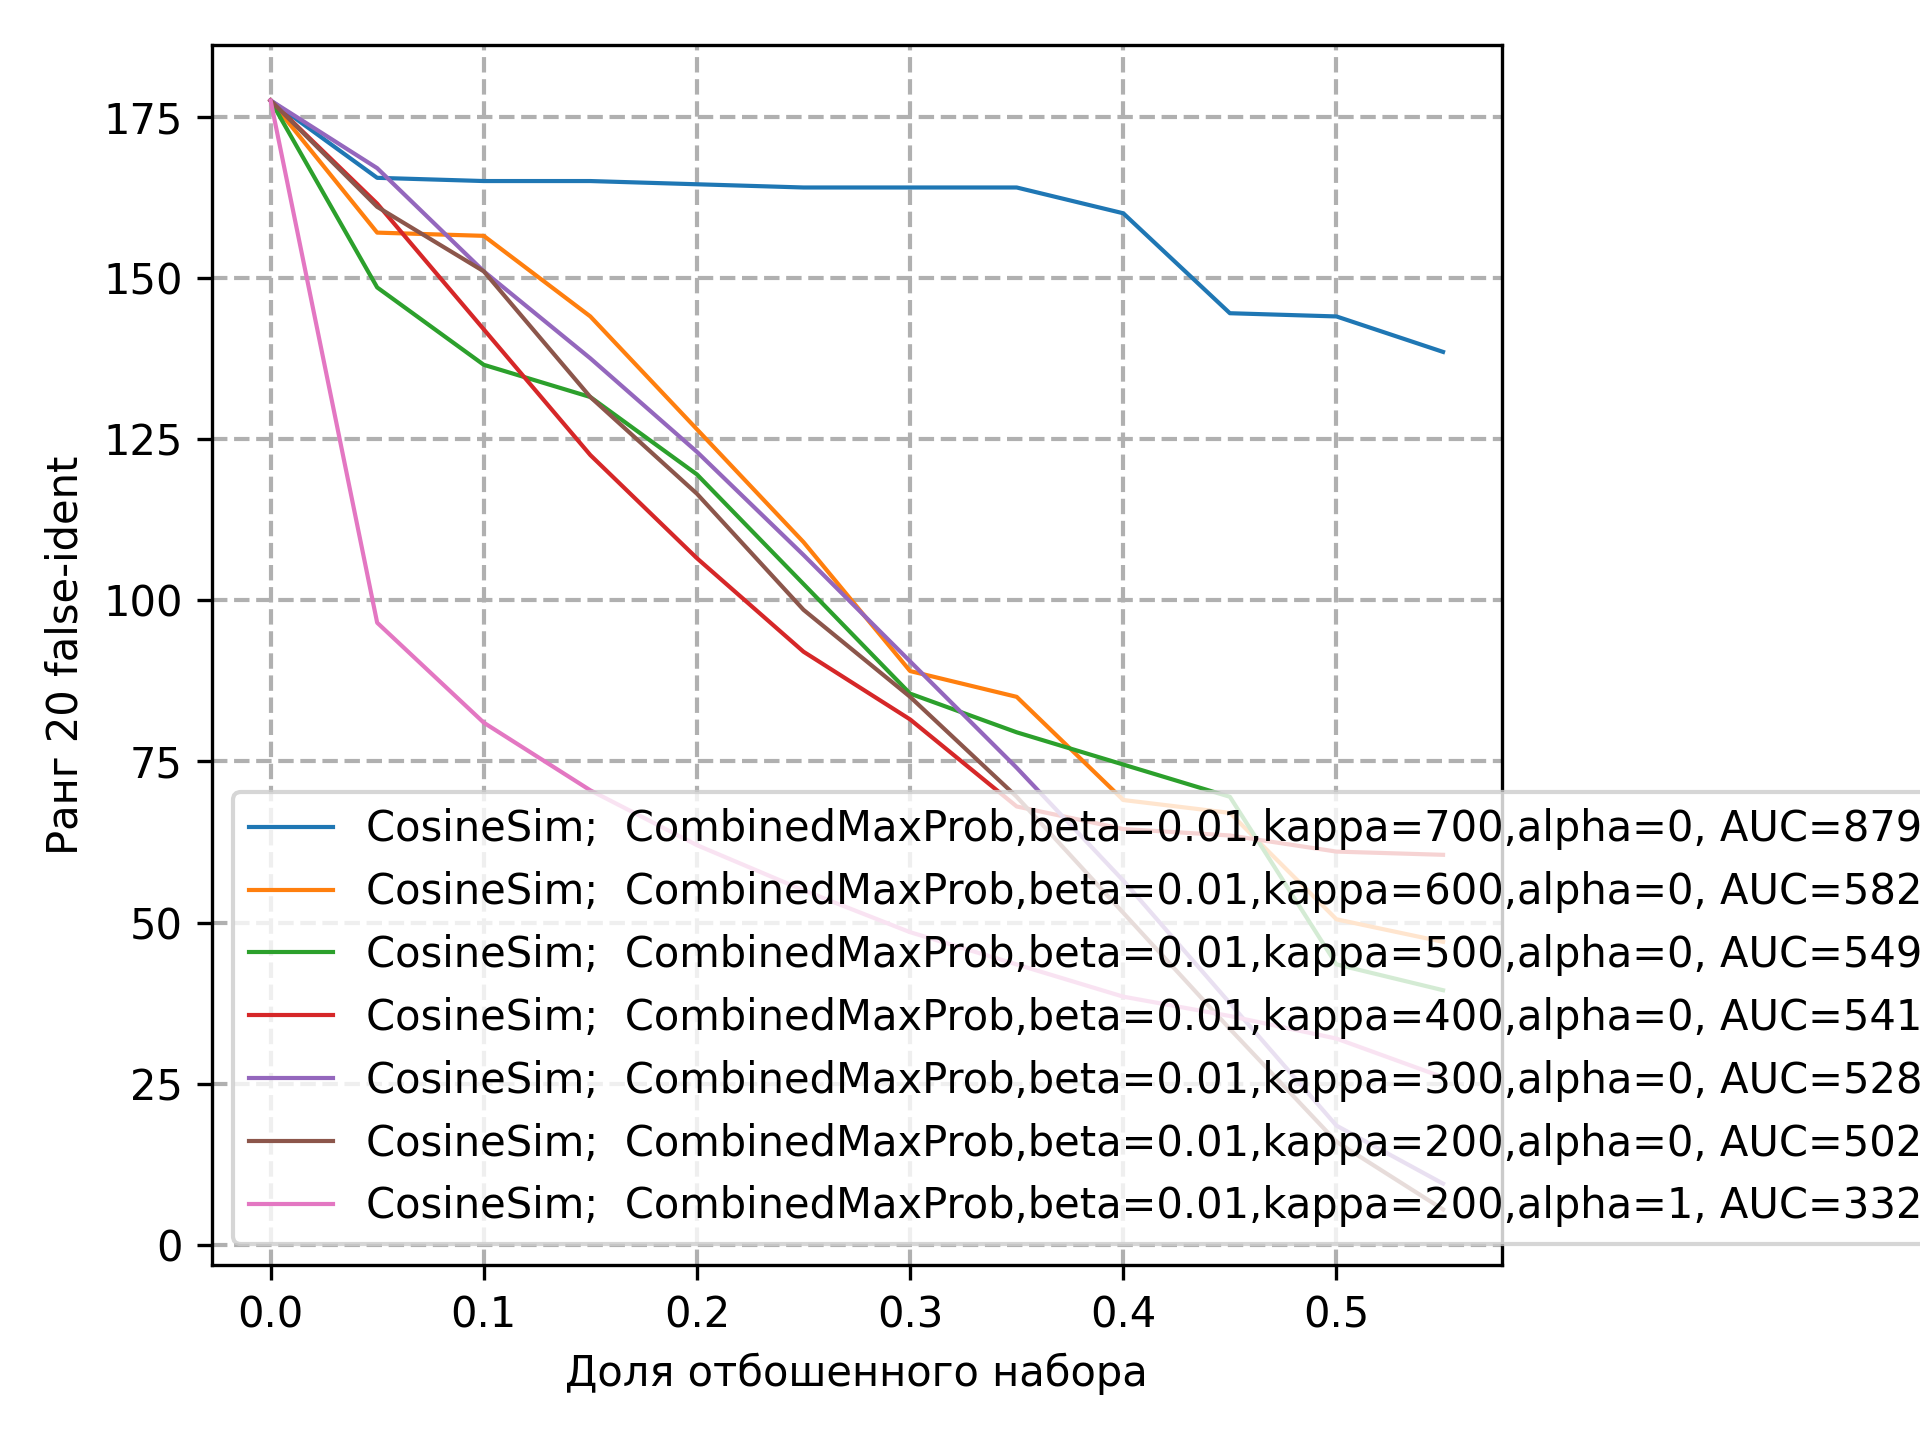 175
150
125
100
75
50
25
0
Ранг 20 false-ident
CosineSim;  CombinedMaxProb,beta=0.01,kappa=700,alpha=0, AUC=879
CosineSim;  CombinedMaxProb,beta=0.01,kappa=600,alpha=0, AUC=582
CosineSim;  CombinedMaxProb,beta=0.01,kappa=500,alpha=0, AUC=549
CosineSim;  CombinedMaxProb,beta=0.01,kappa=400,alpha=0, AUC=541
CosineSim;  CombinedMaxProb,beta=0.01,kappa=300,alpha=0, AUC=528
CosineSim;  CombinedMaxProb,beta=0.01,kappa=200,alpha=0, AUC=502
CosineSim;  CombinedMaxProb,beta=0.01,kappa=200,alpha=1, AUC=332
0.0 0.1 0.2 0.3 0.4 0.5
Доля отбошенного набора